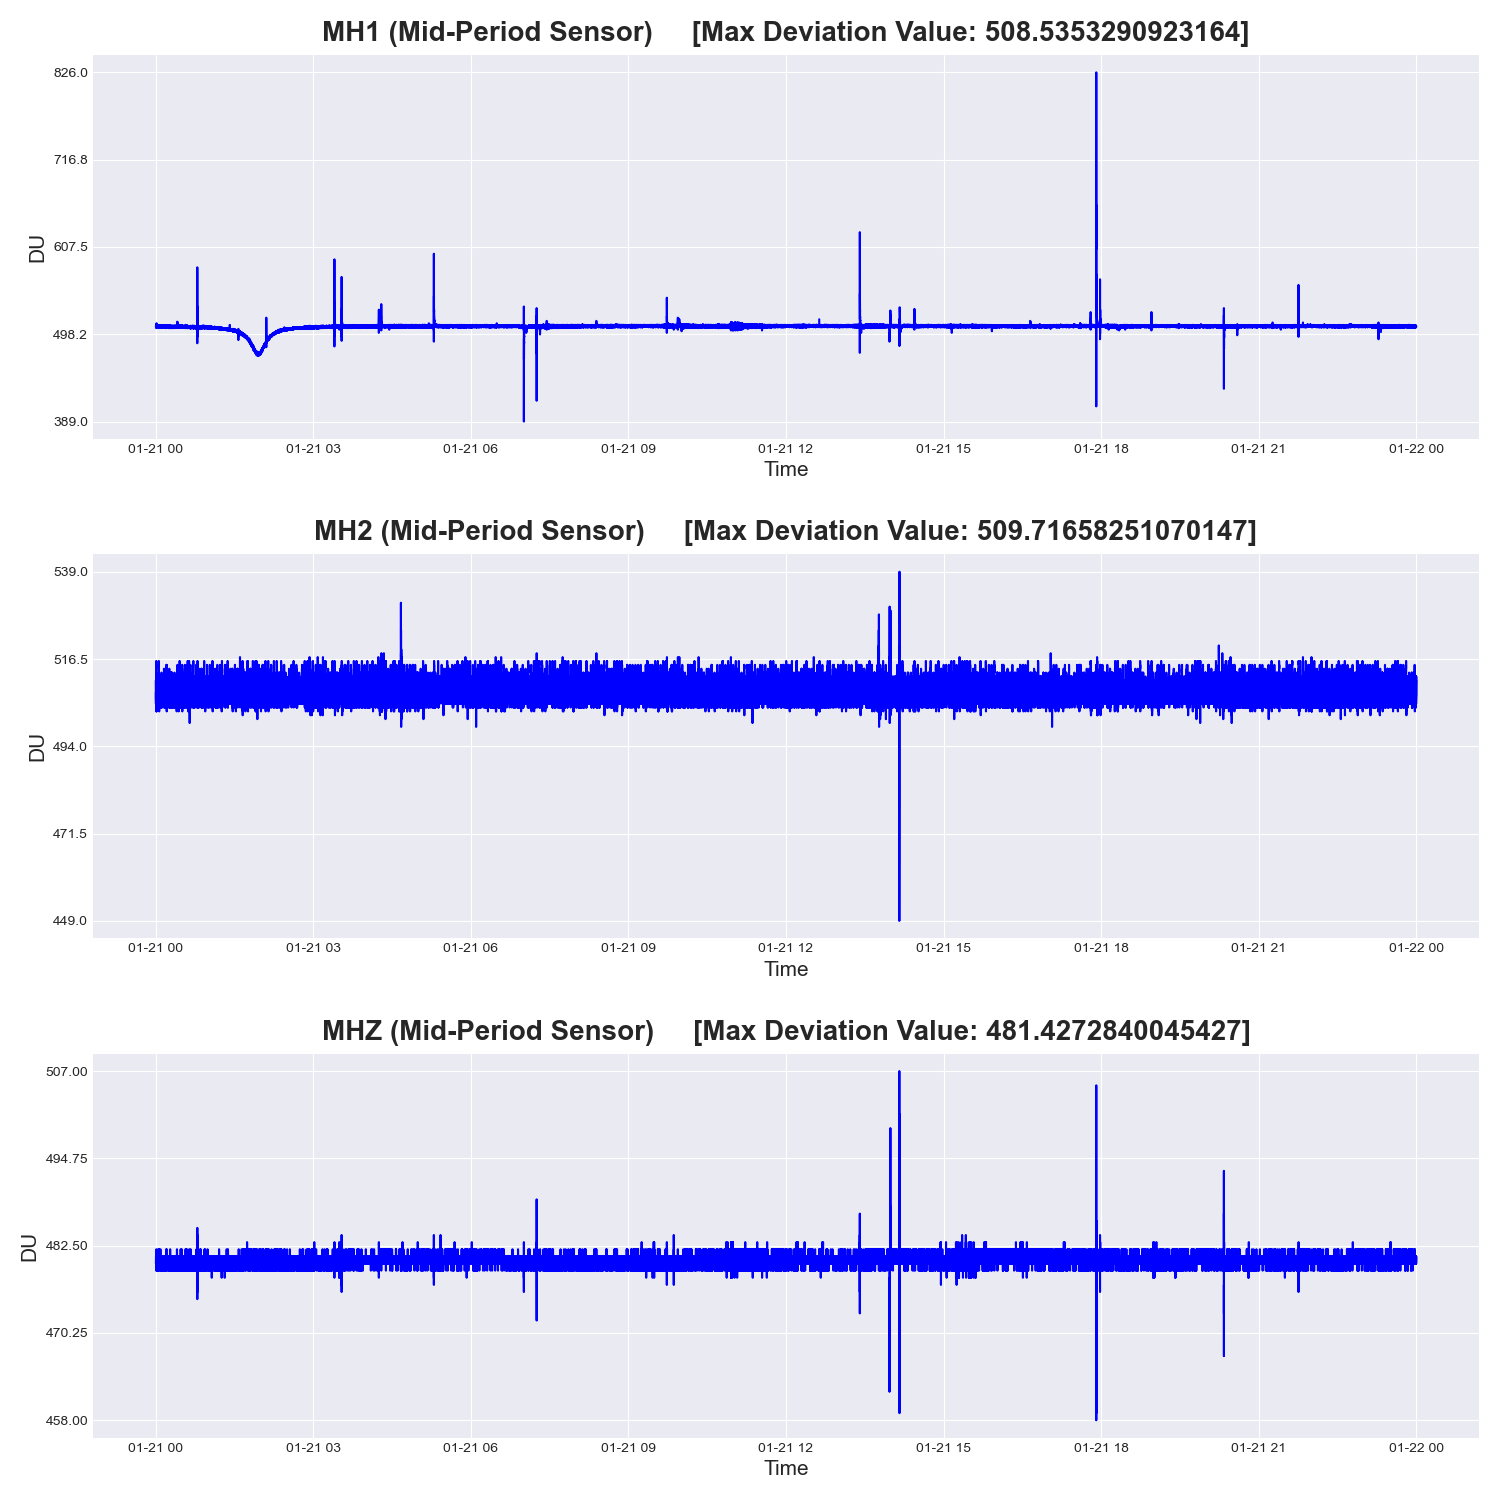 MH1 (Mid-Period Sensor) [Max Deviation Value: 508.5353290923164]
826.0
716.8
607.5
498.2
389.0
DU
01-21 00 01-21 03 01-21 06 01-21 09 01-21 12 01-21 15 01-21 18 01-21 21 01-22 00
Time
MH2 (Mid-Period Sensor) [Max Deviation Value: 509.71658251070147]
539.0
516.5
494.0
471.5
449.0
DU
01-21 00 01-21 03 01-21 06 01-21 09 01-21 12 01-21 15 01-21 18 01-21 21 01-22 00
Time
MHZ (Mid-Period Sensor) [Max Deviation Value: 481.4272840045427]
507.00
494.75
482.50
470.25
458.00
DU
01-21 00 01-21 03 01-21 06 01-21 09 01-21 12 01-21 15 01-21 18 01-21 21 01-22 00
Time